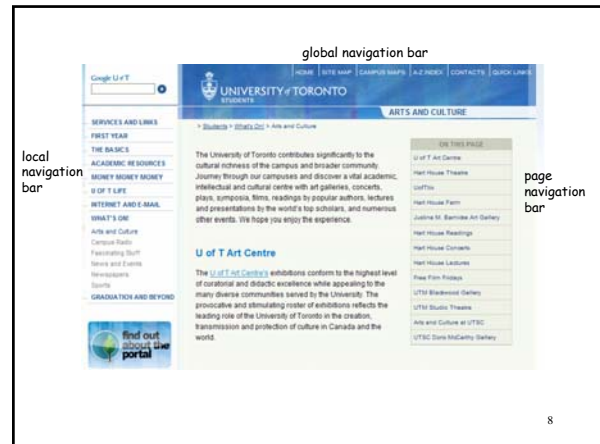 global navigation bar
Google U of T
HOME | SITE MAP | CAMPUS MAPS | A-Z INDEX | CONTACTS | QUICK LINKS
UNIVERSITY of TORONTO
STUDENTS
ARTS AND CULTURE
local
navigation
bar
SERVICES AND LINKS
FIRST YEAR
THE BASICS
ACADEMIC RESOURCES
MONEY MONEY MONEY
U OF T LIFE
INTERNET AND E-MAIL
WHAT'S ON!
Arts and Culture
Campus Radio
Fascinating Stuff
News and Events
Newspapers
Sports
GRADUATION AND BEYOND
find out
about the
portal
> Students > What's On! > Arts and Culture
The University of Toronto contributes significantly to the
cultural richness of the campus and broader community.
Journey through our campuses and discover a vital academic,
intellectual and cultural centre with art galleries, concerts,
plays, symposia, films, readings by popular authors, lectures
and presentations by the world's top scholars, and numerous
other events. We hope you enjoy the experience.
U of T Art Centre
The U of T Art Centre's exhibitions conform to the highest level
of curatorial and didactic excellence while appealing to the
many diverse communities served by the University. The
provocative and stimulating roster of exhibitions reflects the
leading role of the University of Toronto in the creation,
transmission and protection of culture in Canada and the
world.
ON THIS PAGE
U of T Art Centre
Hart House Theatre
UofTtix
Hart House Farm
Justina M. Barnicke Art Gallery
Hart House Readings
Hart House Concerts
Hart House Lectures
Free Film Fridays
UTM Blackwood Gallery
UTM Studio Theatre
Arts and Culture at UTSC
UTSC Doris McCarthy Gallery
page
navigation
bar
8